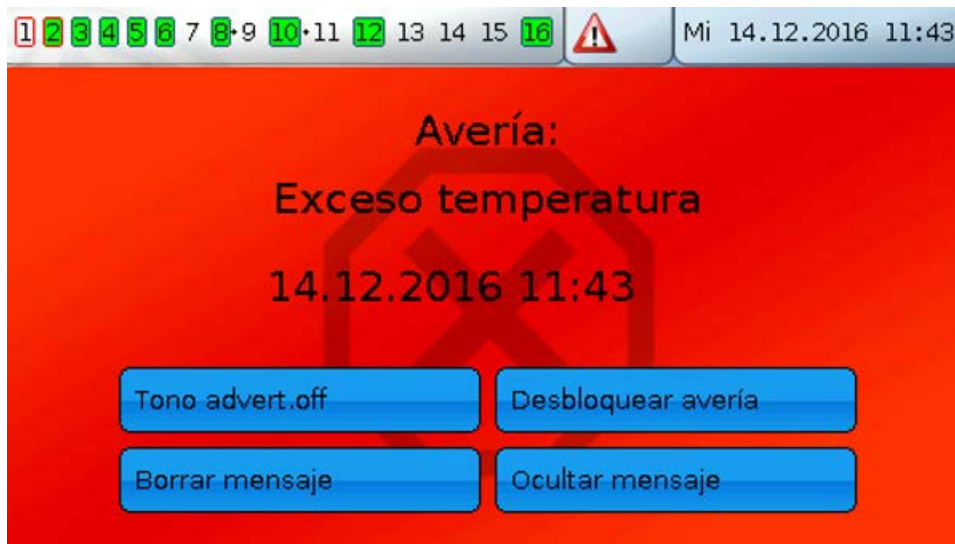 1 2 3 4 5 6 7 8+9 10+11 12 13 14 15 16 Mi 14.12.2016 11:43
Avería:
Exceso temperatura
14.12.2016 11:43
Tono advert.off Desbloquear avería
Borrar mensaje Ocultar mensaje